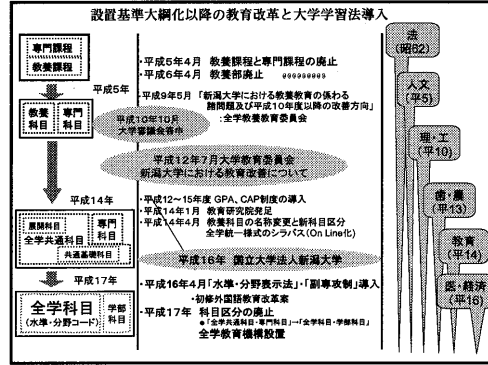 設置基準大綱化以降の教育改革と大学学習法導入
専門課程
教養課程
平成5年
教養
科目
専門
科目
平成14年
展開科目
全学共通科目
共通基礎科目
専門
科目
平成17年
全学科目
(水準・分野コード)
学部
科目
・平成5年4月 教養課程と専門課程の廃止
・平成6年4月 教養部廃止
・平成9年5月 「新潟大学における教養教育の係わる
諸問題及び平成10年度以降の改善方向」
:全学教養教育委員会
平成10年10月
大学審議会答申
平成12年7月大学教育委員会
新潟大学における教育改善について
・平成12~15年度 GPA、CAP制度の導入
・平成14年1月 教育研究院発足
・平成14年4月 教養科目の名称変更と新科目区分
全学統一様式のシラバス(On Line化)
平成16年 国立大学法人新潟大学
・平成16年4月「水準・分野表示法」・「副専攻制」導入
・初修外国語教育改革案
・平成17年 科目区分の廃止
●「全学共通科目・専門科目」→「全学科目・学部科目」
全学教育機構設置
法
(昭62)
人文
(平5)
理・工
(平10)
歯・農
(平13)
教育
(平14)
医・経済
(平16)